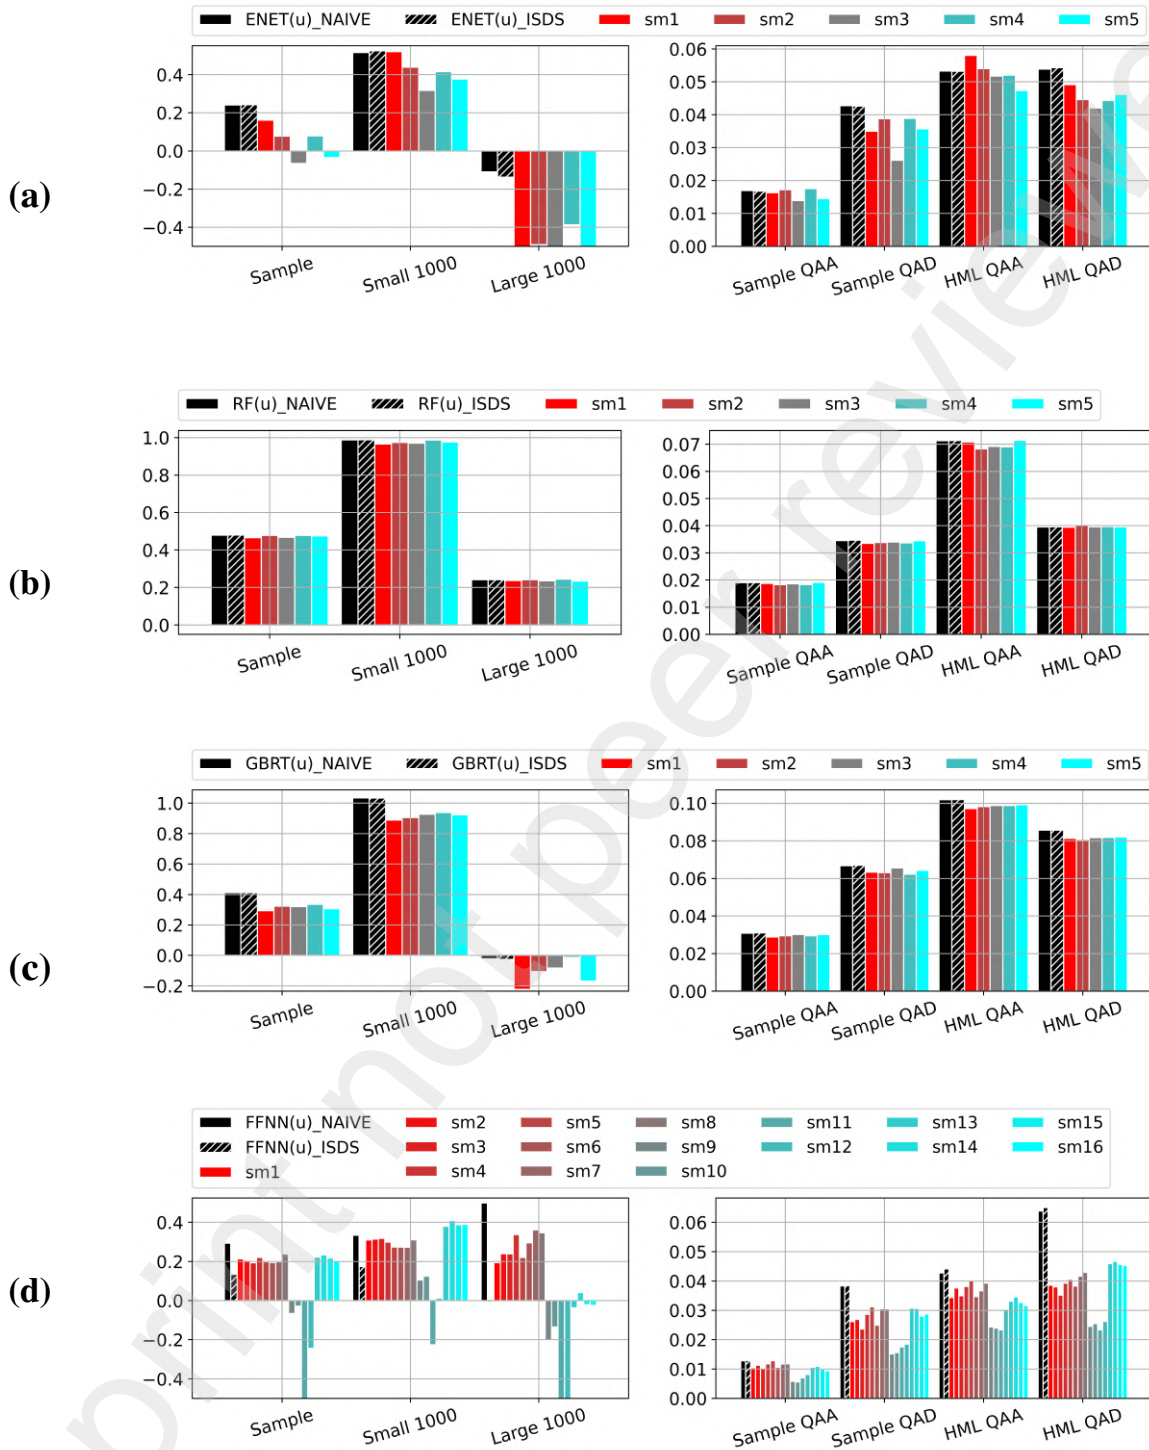 ENET(u)_NAIVE ENET(u)_ISDS sm1 sm2 sm3 sm4 sm5
(a)
0.4
0.2
0.0
−0.2
−0.4
Sample Small 1000 Large 1000
0.06
0.05
0.04
0.03
0.02
0.01
0.00
Sample QAA Sample QAD HML QAA HML QAD
RF(u)_NAIVE RF(u)_ISDS sm1 sm2 sm3 sm4 sm5
(b)
1.0
0.8
0.6
0.4
0.2
0.0
Sample Small 1000 Large 1000
0.07
0.06
0.05
0.04
0.03
0.02
0.01
0.00
Sample QAA Sample QAD HML QAA HML QAD
GBRT(u)_NAIVE GBRT(u)_ISDS sm1 sm2 sm3 sm4 sm5
(c)
1.0
0.8
0.6
0.4
0.2
0.0
−0.2
Sample Small 1000 Large 1000
0.10
0.08
0.06
0.04
0.02
0.00
Sample QAA Sample QAD HML QAA HML QAD
FFNN(u)_NAIVE sm2 sm5 sm8 sm11 sm13 sm15
FFNN(u)_ISDS sm3 sm6 sm9 sm12 sm14 sm16
sm1 sm4 sm7 sm10
(d)
0.4
0.2
0.0
−0.2
−0.4
Sample Small 1000 Large 1000
0.06
0.05
0.04
0.03
0.02
0.01
0.00
Sample QAA Sample QAD HML QAA HML QAD
print not peer reviewe